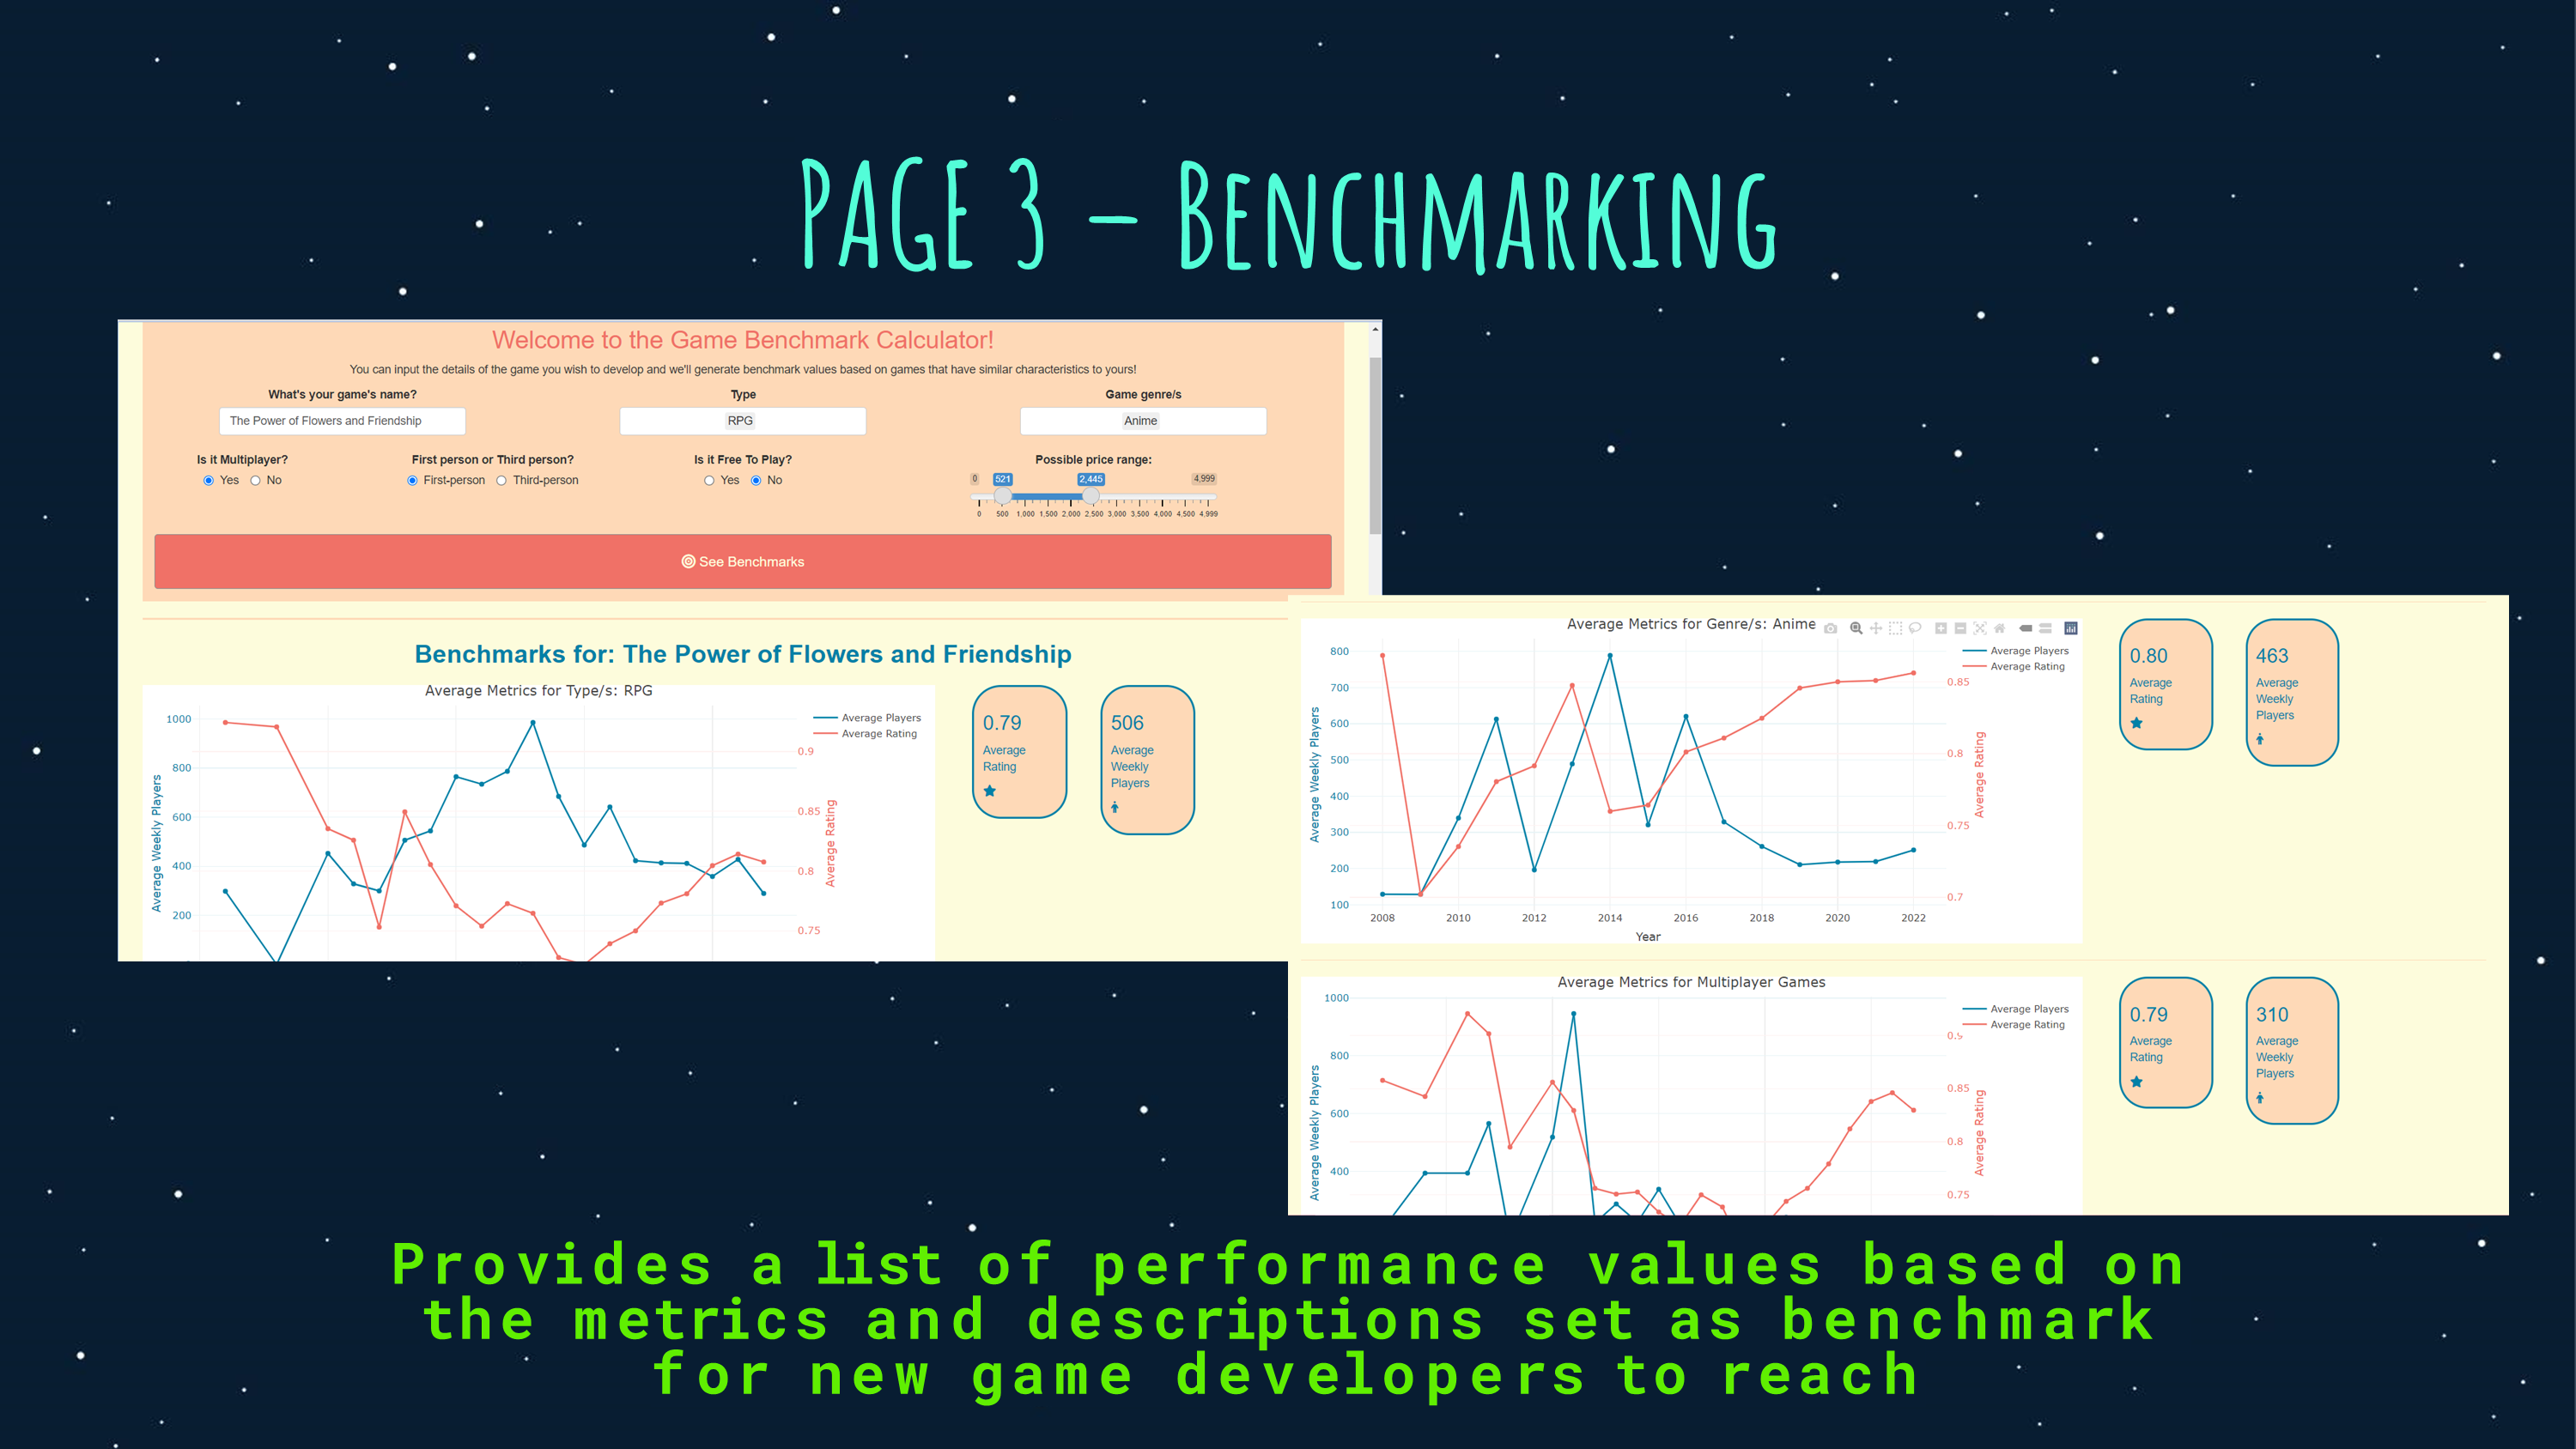 PAGE 3 – BENCHMARKING
Welcome to the Game Benchmark Calculator!
You can input the details of the game you wish to develop and we'll generate benchmark values based on games that have similar characteristics to yours!
What's your game's name?
Type
Game genre/s
The Power of Flowers and Friendship
RPG
Anime
Is it Multiplayer?
First person or Third person?
Is it Free To Play?
Possible price range:
Yes No
First-person Third-person
Yes No
0 521 2,445 4,999
0 500 1,000 1,500 2,000 2,500 3,000 3,500 4,000 4,500 4,999
See Benchmarks
Benchmarks for: The Power of Flowers and Friendship
Average Metrics for Type/s: RPG
Average Players
Average Rating
Average Weekly Players
1000
800
600
400
200
0.9
0.85
0.8
0.75
Average Rating
0.79
Average
Rating
506
Average
Weekly
Players
Average Metrics for Genre/s: Anime
Average Players
Average Rating
Average Weekly Players
800
700
600
500
400
300
200
100
0.85
0.8
0.75
0.7
Average Rating
2008 2010 2012 2014 2016 2018 2020 2022
Year
0.80
Average
Rating
463
Average
Weekly
Players
Average Metrics for Multiplayer Games
Average Players
Average Rating
Average Weekly Players
1000
800
600
400
0.9
0.85
0.8
0.75
Average Rating
0.79
Average
Rating
310
Average
Weekly
Players
Provides a list of performance values based on
the metrics and descriptions set as benchmark
for new game developers to reach